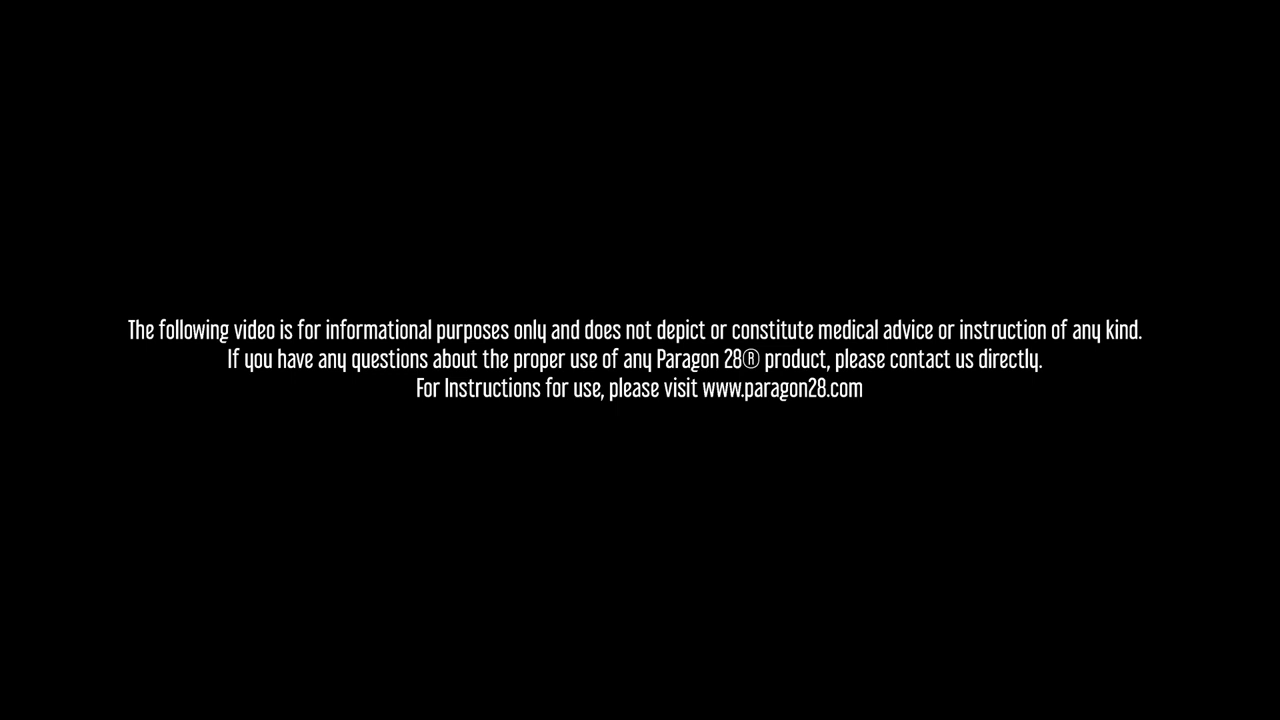 The following video is for informational purposes only and does not depict or constitute medical advice or instruction of any kind.
If you have any questions about the proper use of any Paragon 28® product, please contact us directly.
For Instructions for use, please visit www.paragon28.com